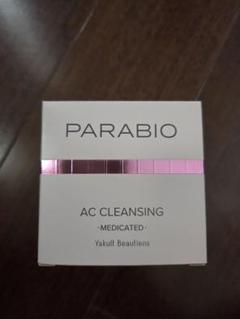 PARABIO
AC CLEANSING
·MEDICATED·
Yakult Beautiens